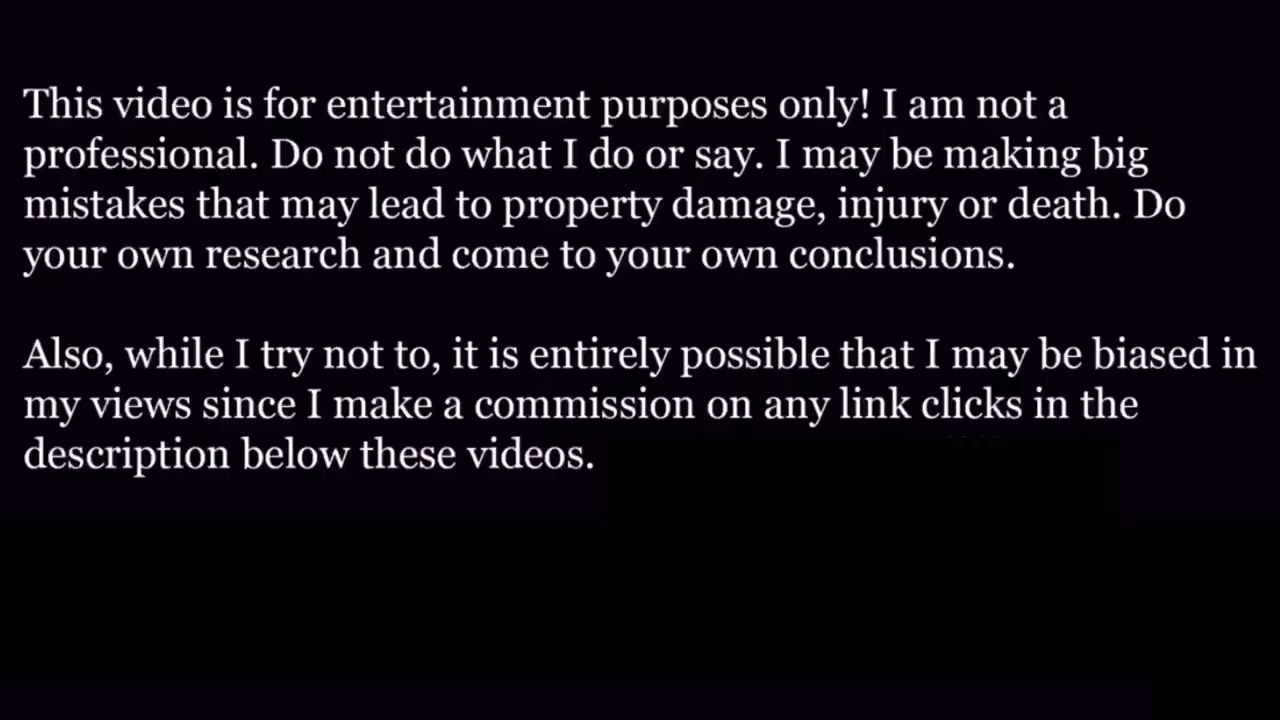 This video is for entertainment purposes only! I am not a
professional. Do not do what I do or say. I may be making big
mistakes that may lead to property damage, injury or death. Do
your own research and come to your own conclusions.
Also, while I try not to, it is entirely possible that I may be biased in
my views since I make a commission on any link clicks in the
description below these videos.